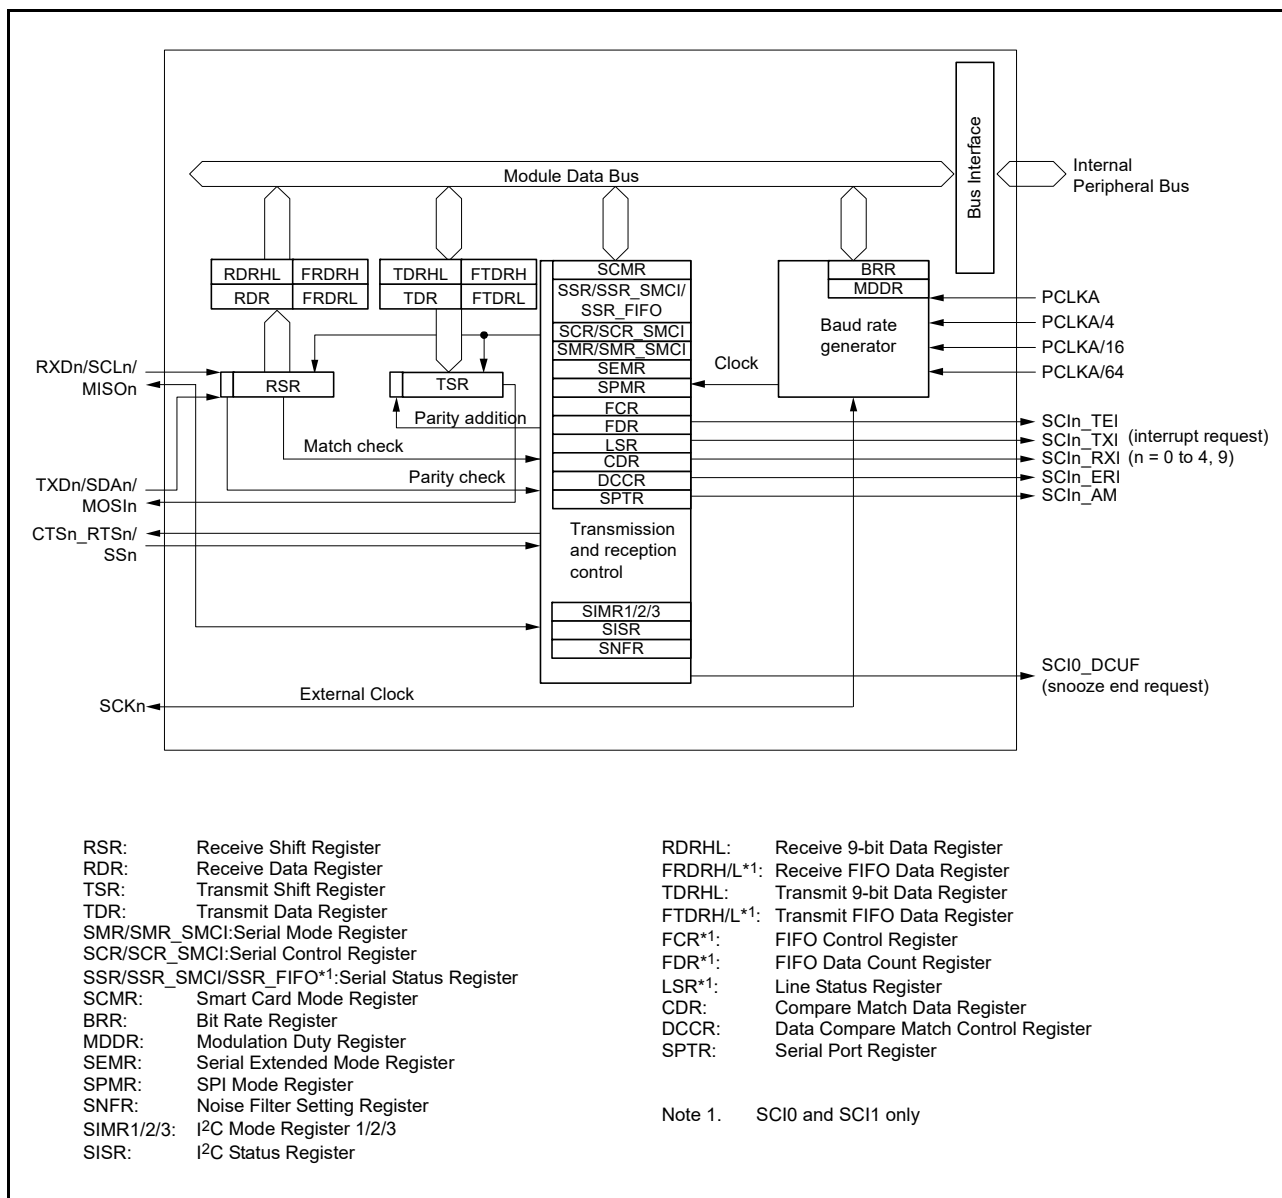 Bus Interface
Module Data Bus
Internal
Peripheral Bus
RDRHL
FRDRH
RDR
FRDRL
TDRHL
FTDRH
TDR
FTDRL
SCMR
SSR/SSR_SMCI/
SSR_FIFO
SCR/SCR_SMCI
SMR/SMR_SMCI
SEMR
SPMR
FCR
FDR
LSR
CDR
DCCR
SPTR
Transmission
and reception
control
SIMR1/2/3
SISR
SNFR
BRR
MDDR
Baud rate
generator
Clock
PCLKA
PCLKA/4
PCLKA/16
PCLKA/64
RXDn/SCLn/
MISOn
RSR
TSR
Parity addition
Match check
Parity check
TXDn/SDAn/
MOSIn
CTSn_RTSn/
SSn
External Clock
SCKn
SCIn_TEI
SCIn_TXI
SCIn_RXI
SCIn_ERI
SCIn_AM
(interrupt request)
(n = 0 to 4, 9)
SCI0_DCUF
(snooze end request)
RSR: Receive Shift Register
RDR: Receive Data Register
TSR: Transmit Shift Register
TDR: Transmit Data Register
SMR/SMR_SMCI:Serial Mode Register
SCR/SCR_SMCI:Serial Control Register
SSR/SSR_SMCI/SSR_FIFO*1:Serial Status Register
SCMR: Smart Card Mode Register
BRR: Bit Rate Register
MDDR: Modulation Duty Register
SEMR: Serial Extended Mode Register
SPMR: SPI Mode Register
SNFR: Noise Filter Setting Register
SIMR1/2/3: I2C Mode Register 1/2/3
SISR: I2C Status Register
RDRHL: Receive 9-bit Data Register
FRDRH/L*1: Receive FIFO Data Register
TDRHL: Transmit 9-bit Data Register
FTDRH/L*1: Transmit FIFO Data Register
FCR*1: FIFO Control Register
FDR*1: FIFO Data Count Register
LSR*1: Line Status Register
CDR: Compare Match Data Register
DCCR: Data Compare Match Control Register
SPTR: Serial Port Register
Note 1. SCI0 and SCI1 only